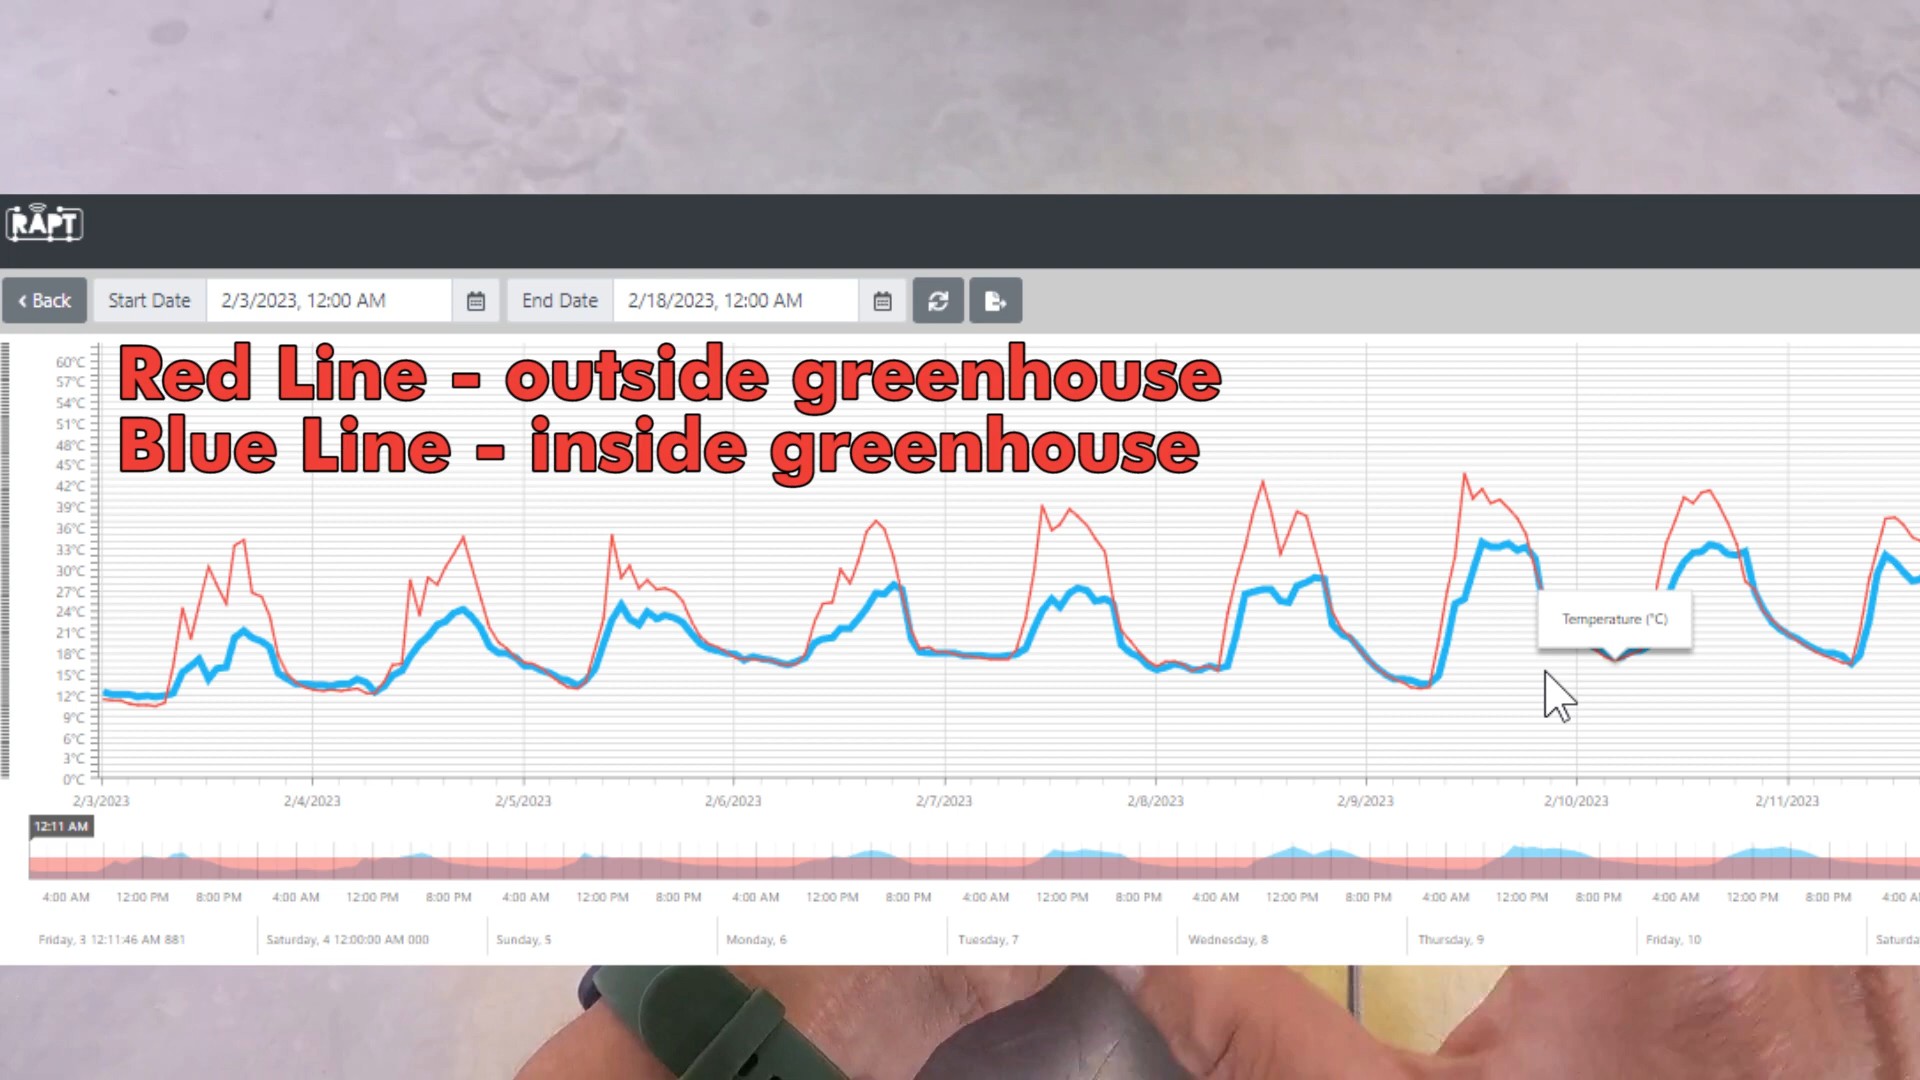 RAPT
Back
Start Date
2/3/2023, 12:00 AM
End Date
2/18/2023, 12:00 AM
Red Line - outside greenhouse
Blue Line - inside greenhouse
60°C
57°C
54°C
51°C
48°C
45°C
42°C
39°C
36°C
33°C
30°C
27°C
24°C
21°C
18°C
15°C
12°C
9°C
6°C
3°C
0°C
Temperature (°C)
2/3/2023 2/4/2023 2/5/2023 2/6/2023 2/7/2023 2/8/2023 2/9/2023 2/10/2023 2/11/2023
12:11 AM
4:00 AM 12:00 PM 8:00 PM 4:00 AM 12:00 PM 8:00 PM 4:00 AM 12:00 PM 8:00 PM 4:00 AM 12:00 PM 8:00 PM 4:00 AM 12:00 PM 8:00 PM 4:00 AM 12:00 PM 8:00 PM 4:00 AM 12:00 PM 8:00 PM 4:00 AM 12:00 PM 8:00 PM 4:00 A
Friday, 3 12:11:46 AM 881 Saturday, 4 12:00:00 AM 000 Sunday, 5 Monday, 6 Tuesday, 7 Wednesday, 8 Thursday, 9 Friday, 10 Saturda